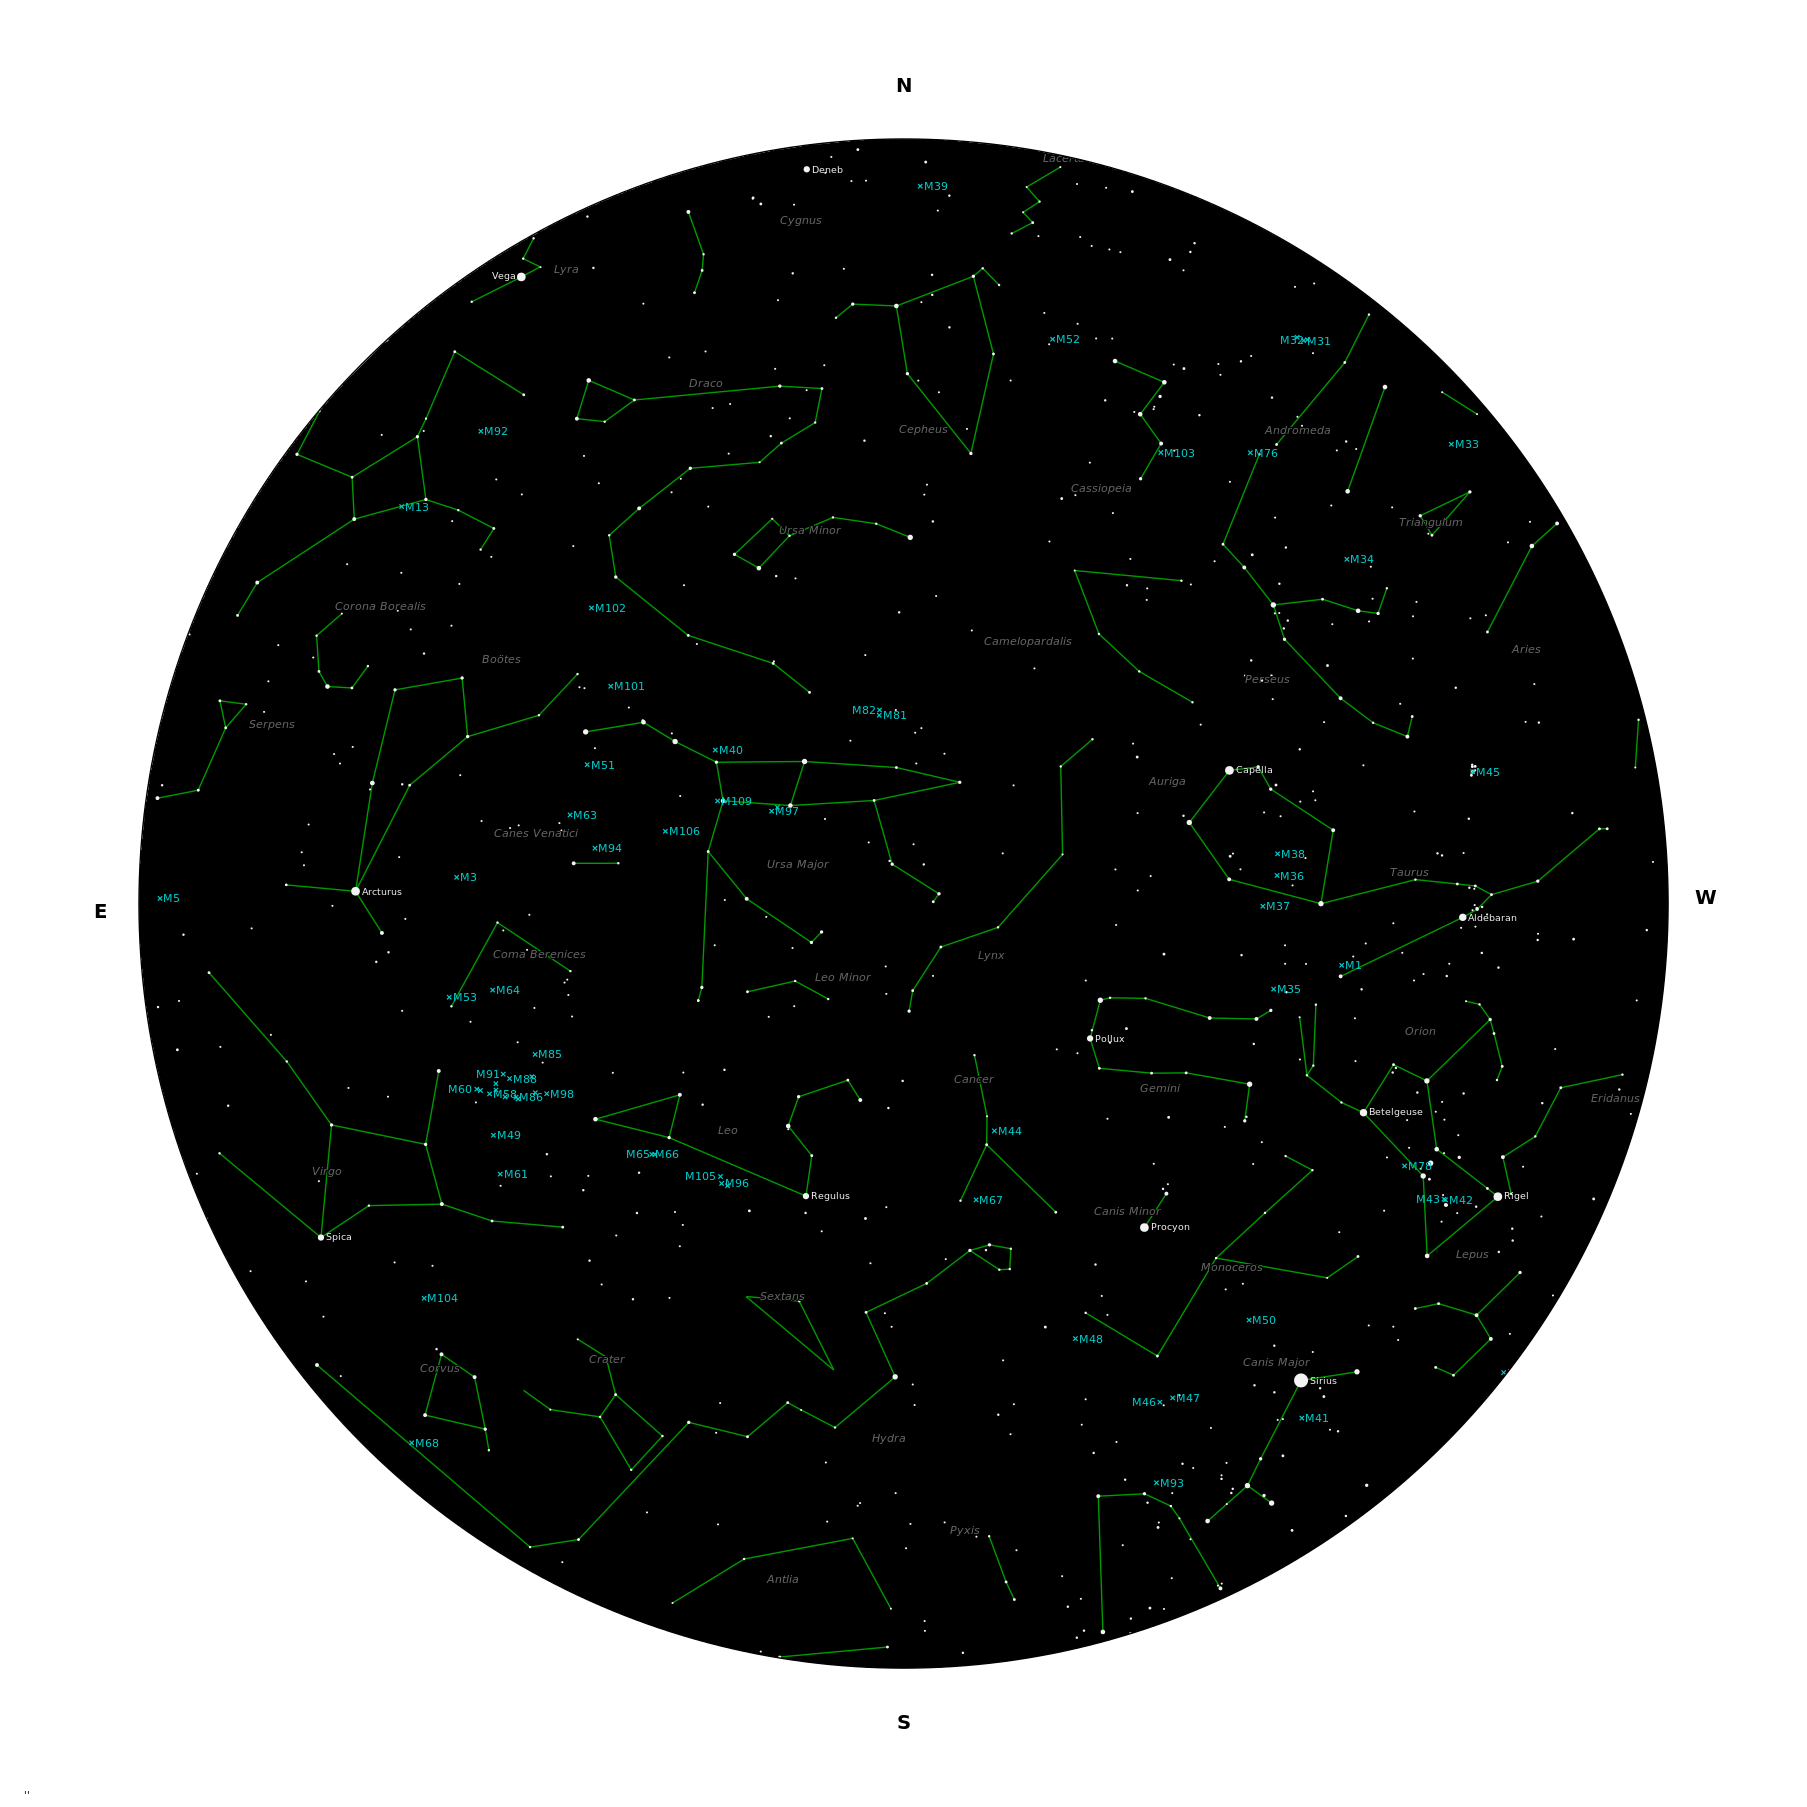 N
Lacert
Deneb
M39
Cygnus
Vega
Lyra
M52
M32
M31
Draco
Cepheus
Andromeda
M92
M33
M103
M76
Cassiopeia
M13
Ursa Minor
Triangulum
M34
Corona Borealis
M102
Camelopardalis
Aries
Boötes
Perseus
M101
M82
M81
Serpens
M40
M51
Capella
M45
Auriga
M109
M97
M63
Canes Venatici
M106
M94
M38
Ursa Major
Taurus
M3
M36
Arcturus
M5
E
W
M37
Aldebaran
Coma Berenices
Lynx
M1
Leo Minor
M64
M53
M35
Orion
Pollux
M85
M91
M88
Cancer
M60
M58
M86
M98
Gemini
Eridanus
Betelgeuse
Leo
M44
M49
M65
M66
M78
Virgo
M61
M105
M96
Regulus
M67
M43
M42
Rigel
Canis Minor
Procyon
Spica
Lepus
Monoceros
Sextans
M104
M50
M48
Crater
Canis Major
Corvus
Sirius
M46
M47
M41
Hydra
M68
M93
Pyxis
Antlia
S